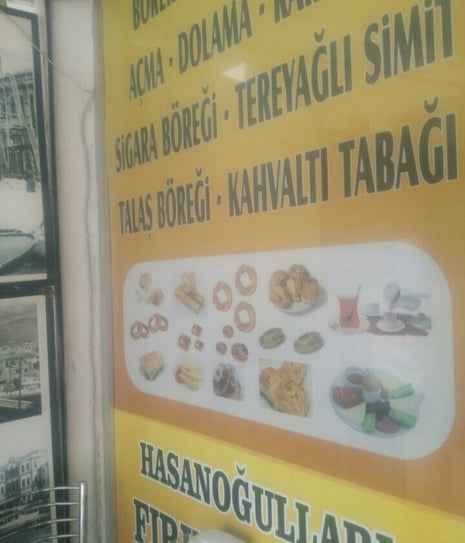 AÇMA - DOLAMA -
SİGARA BÖREĞİ - TEREYAĞLI SİMİT
TALAŞ BÖREĞİ - KAHVALTI TABAĞI
HASANOĞULLARI